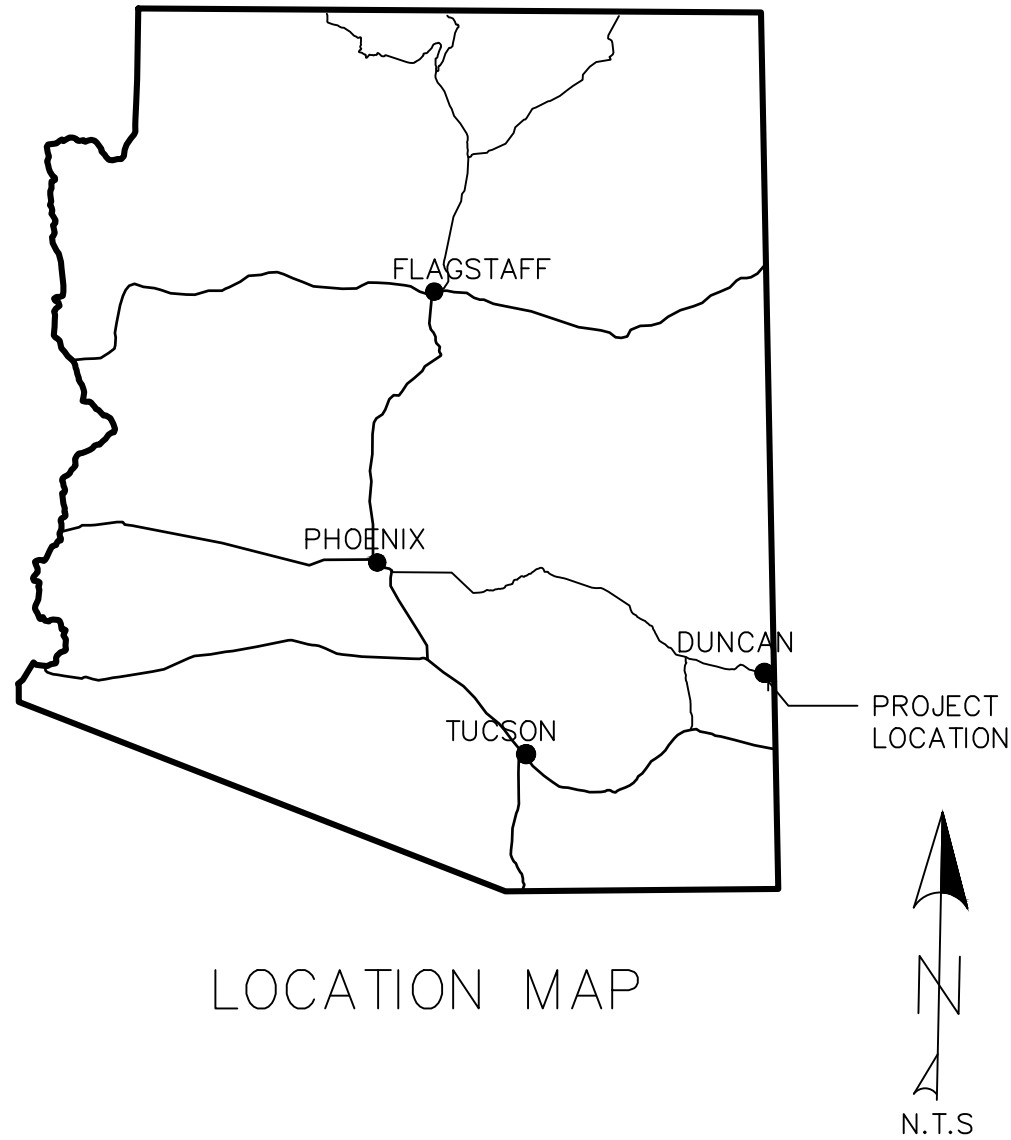 FLAGSTAFF
PHOENIX
DUNCAN
PROJECT
LOCATION
TUCSON
LOCATION MAP
N
N.T.S